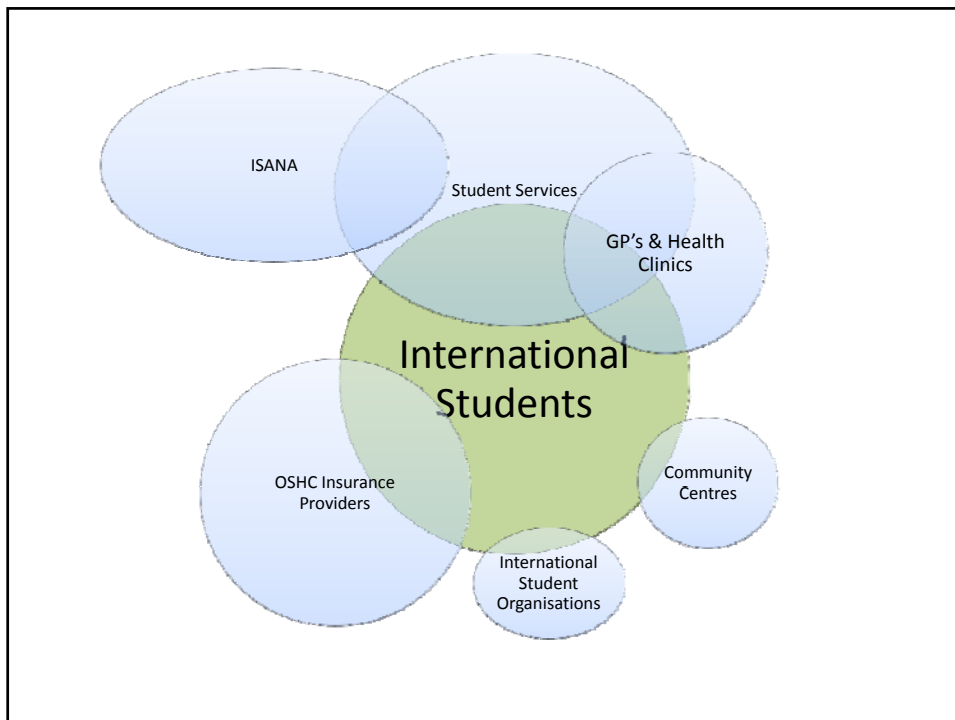 ISANA
Student Services
GP's & Health
Clinics
International
Students
OSHC Insurance
Providers
Community
Centres
International
Student
Organisations